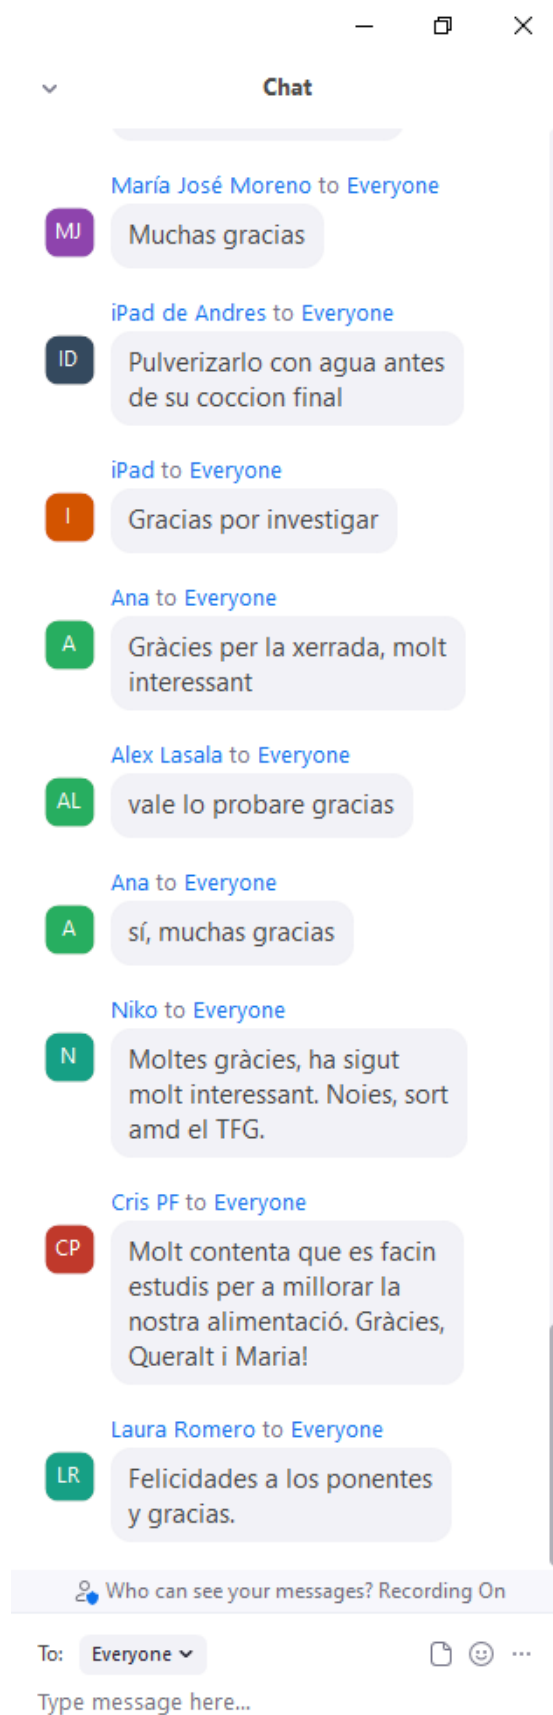 Chat
María José Moreno to Everyone
MJ
Muchas gracias
iPad de Andres to Everyone
ID
Pulverizarlo con agua antes
de su coccion final
iPad to Everyone
I
Gracias por investigar
Ana to Everyone
A
Gràcies per la xerrada, molt
interessant
Alex Lasala to Everyone
AL
vale lo probare gracias
Ana to Everyone
A
sí, muchas gracias
Niko to Everyone
N
Moltes gràcies, ha sigut
molt interessant. Noies, sort
amd el TFG.
Cris PF to Everyone
CP
Molt contenta que es facin
estudis per a millorar la
nostra alimentació. Gràcies,
Queralt i Maria!
Laura Romero to Everyone
LR
Felicidades a los ponentes
y gracias.
Who can see your messages? Recording On
To: Everyone
Type message here...